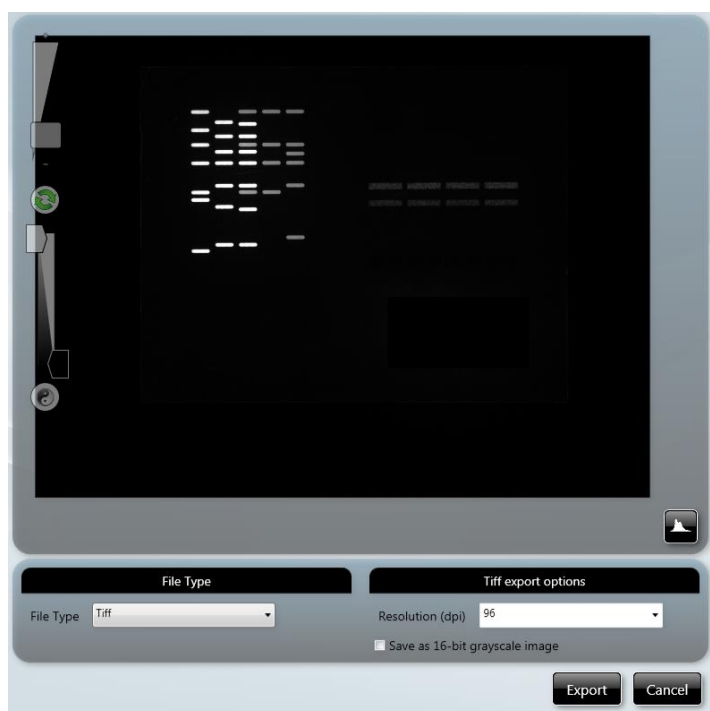 File Type
Tiff export options
File Type Tiff
Resolution (dpi) 96
Save as 16-bit grayscale image
Export Cancel